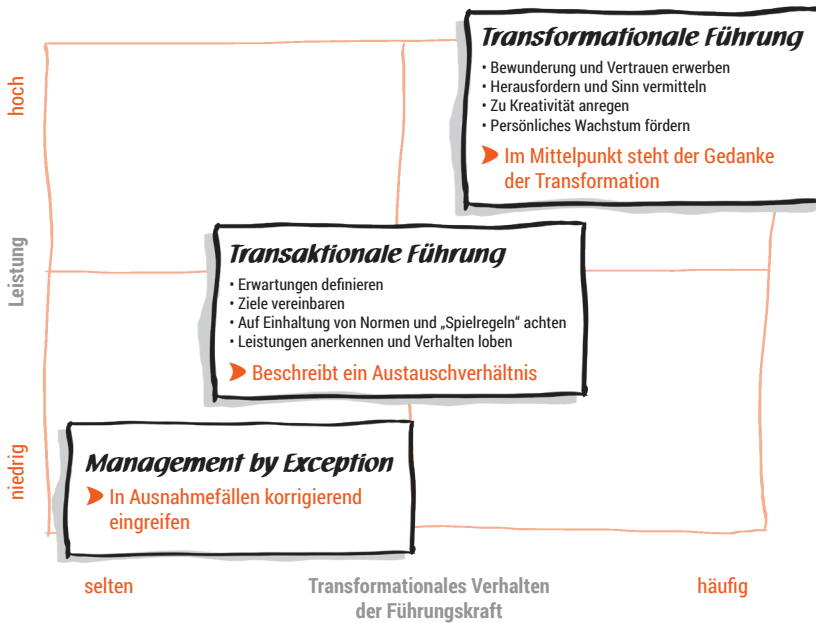 hoch
Leistung
niedrig
Transformationale Führung
• Bewunderung und Vertrauen erwerben
• Herausfordern und Sinn vermitteln
• Zu Kreativität anregen
• Persönliches Wachstum fördern
➤ Im Mittelpunkt steht der Gedanke
der Transformation
Transaktionale Führung
• Erwartungen definieren
• Ziele vereinbaren
• Auf Einhaltung von Normen und „Spielregeln“ achten
• Leistungen anerkennen und Verhalten loben
➤ Beschreibt ein Austauschverhältnis
Management by Exception
➤ In Ausnahmefällen korrigierend
eingreifen
selten
Transformationales Verhalten
der Führungskraft
häufig